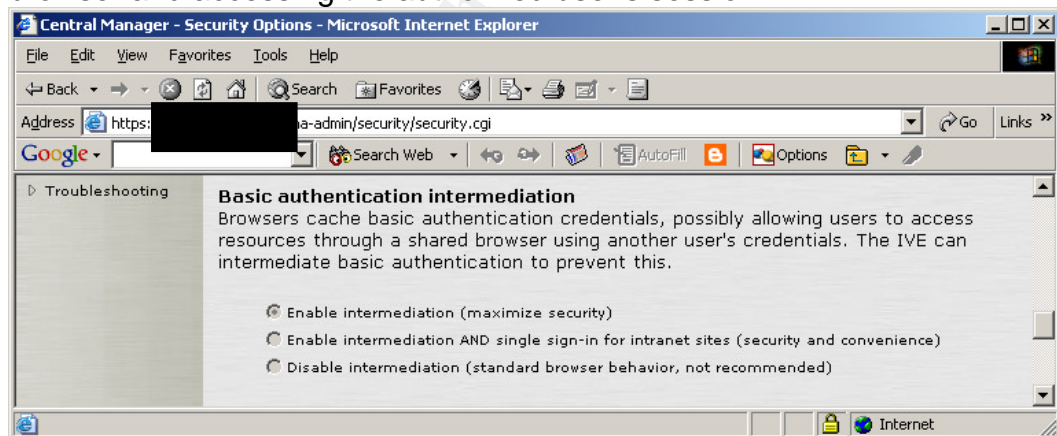 Central Manager - Security Options - Microsoft Internet Explorer
File Edit View Favorites Tools Help
Back Search Favorites
Address https: na-admin/security/security.cgi Go Links »
Google Search Web AutoFill Options
Troubleshooting
Basic authentication intermediation
Browsers cache basic authentication credentials, possibly allowing users to access
resources through a shared browser using another user's credentials. The IVE can
intermediate basic authentication to prevent this.
Enable intermediation (maximize security)
Enable intermediation AND single sign-in for intranet sites (security and convenience)
Disable intermediation (standard browser behavior, not recommended)
Internet